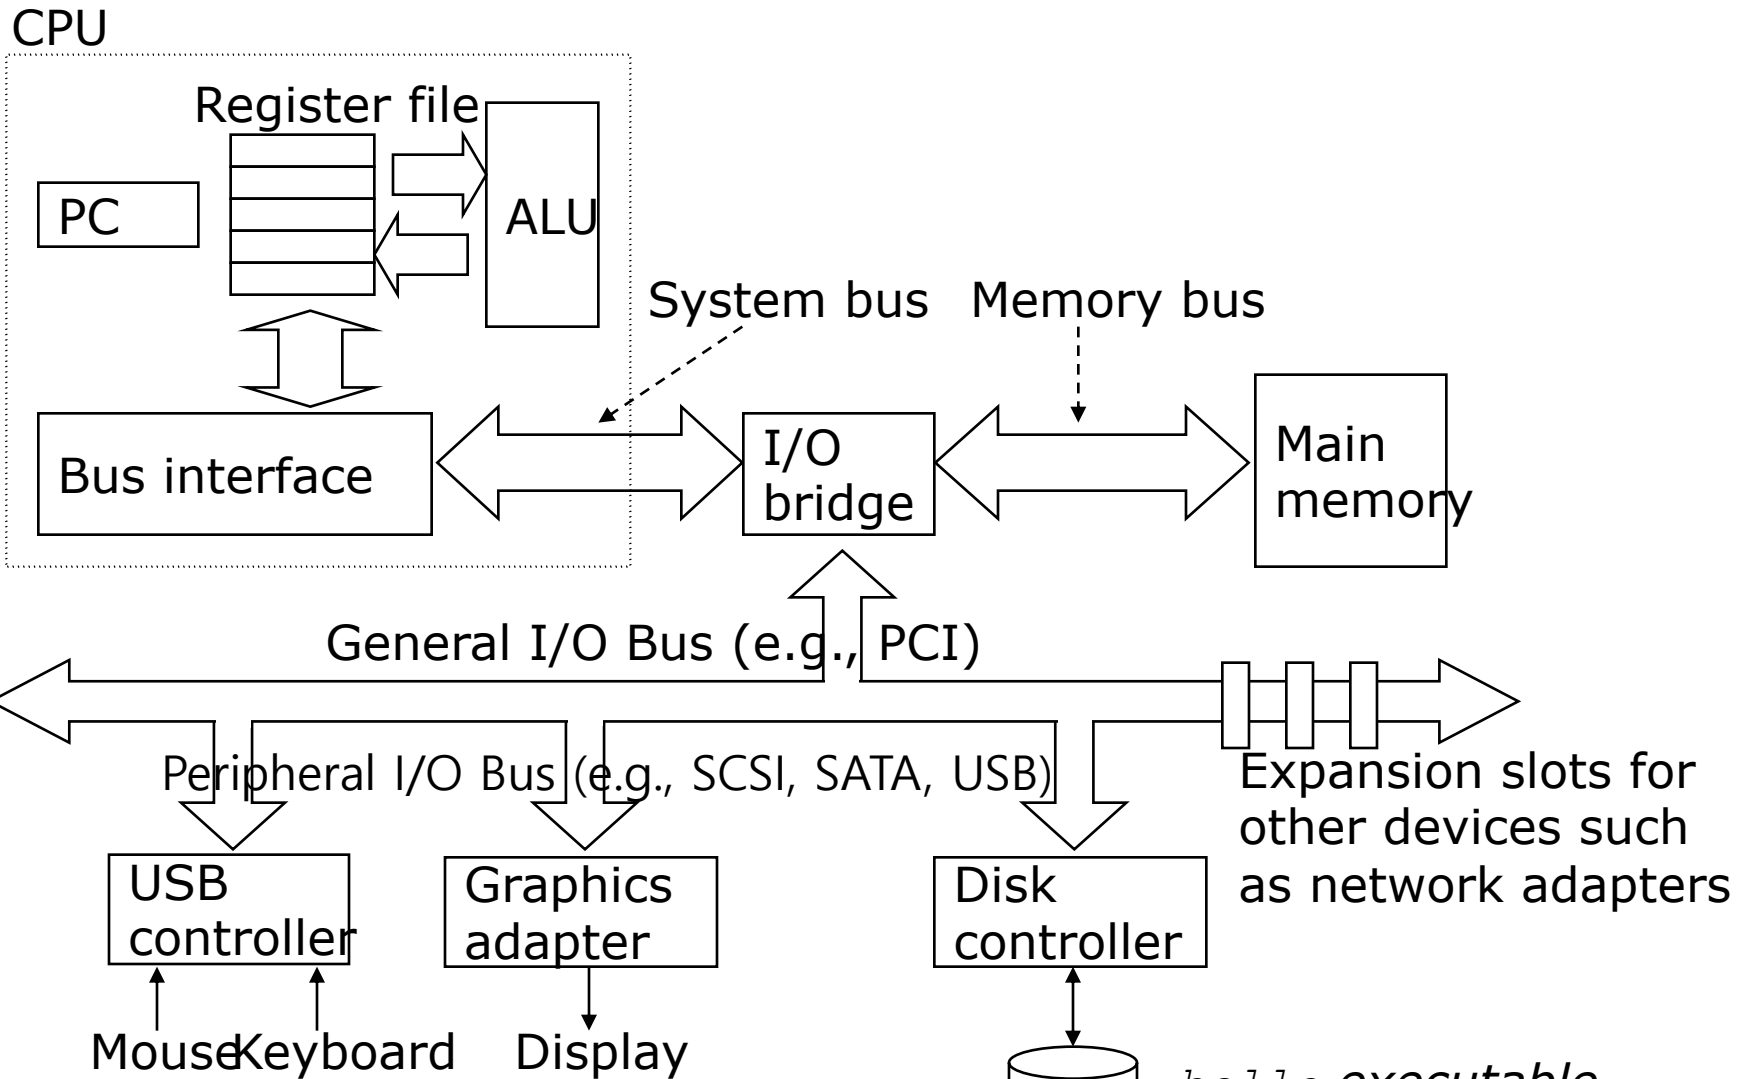 CPU
Register file
PC
ALU
System bus
Memory bus
Bus interface
I/O
bridge
Main
memory
General I/O Bus (e.g., PCI)
Peripheral I/O Bus (e.g., SCSI, SATA, USB)
Expansion slots for
other devices such
as network adapters
USB
controller
Graphics
adapter
Disk
controller
Mouse
Keyboard
Display
hello executable